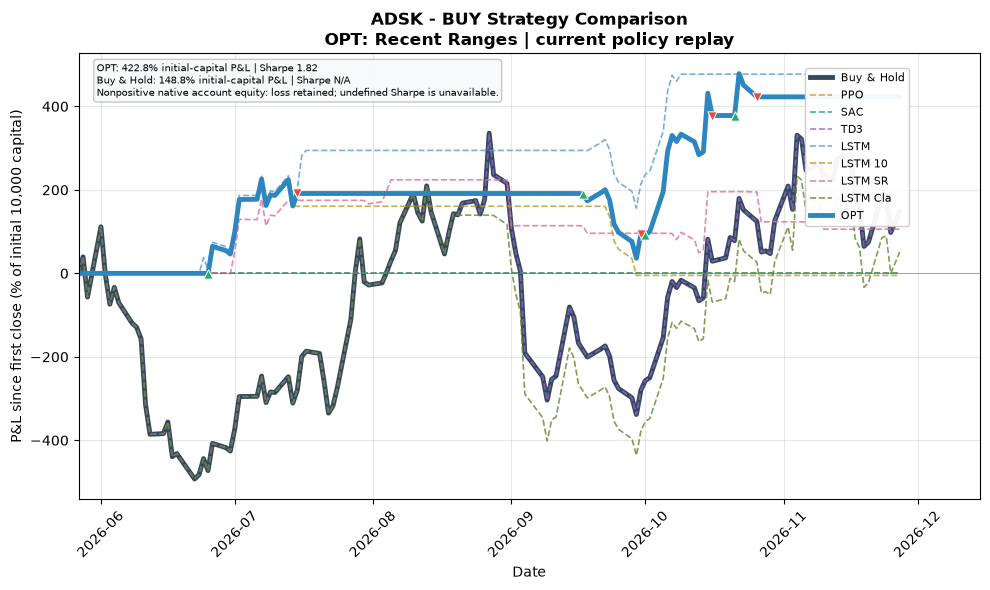 ADSK - BUY Strategy Comparison
OPT: Recent Ranges | current policy replay
OPT: 422.8% initial-capital P&L | Sharpe 1.82
Buy & Hold: 148.8% initial-capital P&L | Sharpe N/A
Nonpositive native account equity: loss retained; undefined Sharpe is unavailable.
Buy & Hold
PPO
SAC
TD3
LSTM
LSTM 10
LSTM SR
LSTM Cla
OPT
P&L since first close (% of initial 10,000 capital)
400
200
0
−200
−400
2026-06
2026-07
2026-08
2026-09
2026-10
2026-11
2026-12
Date